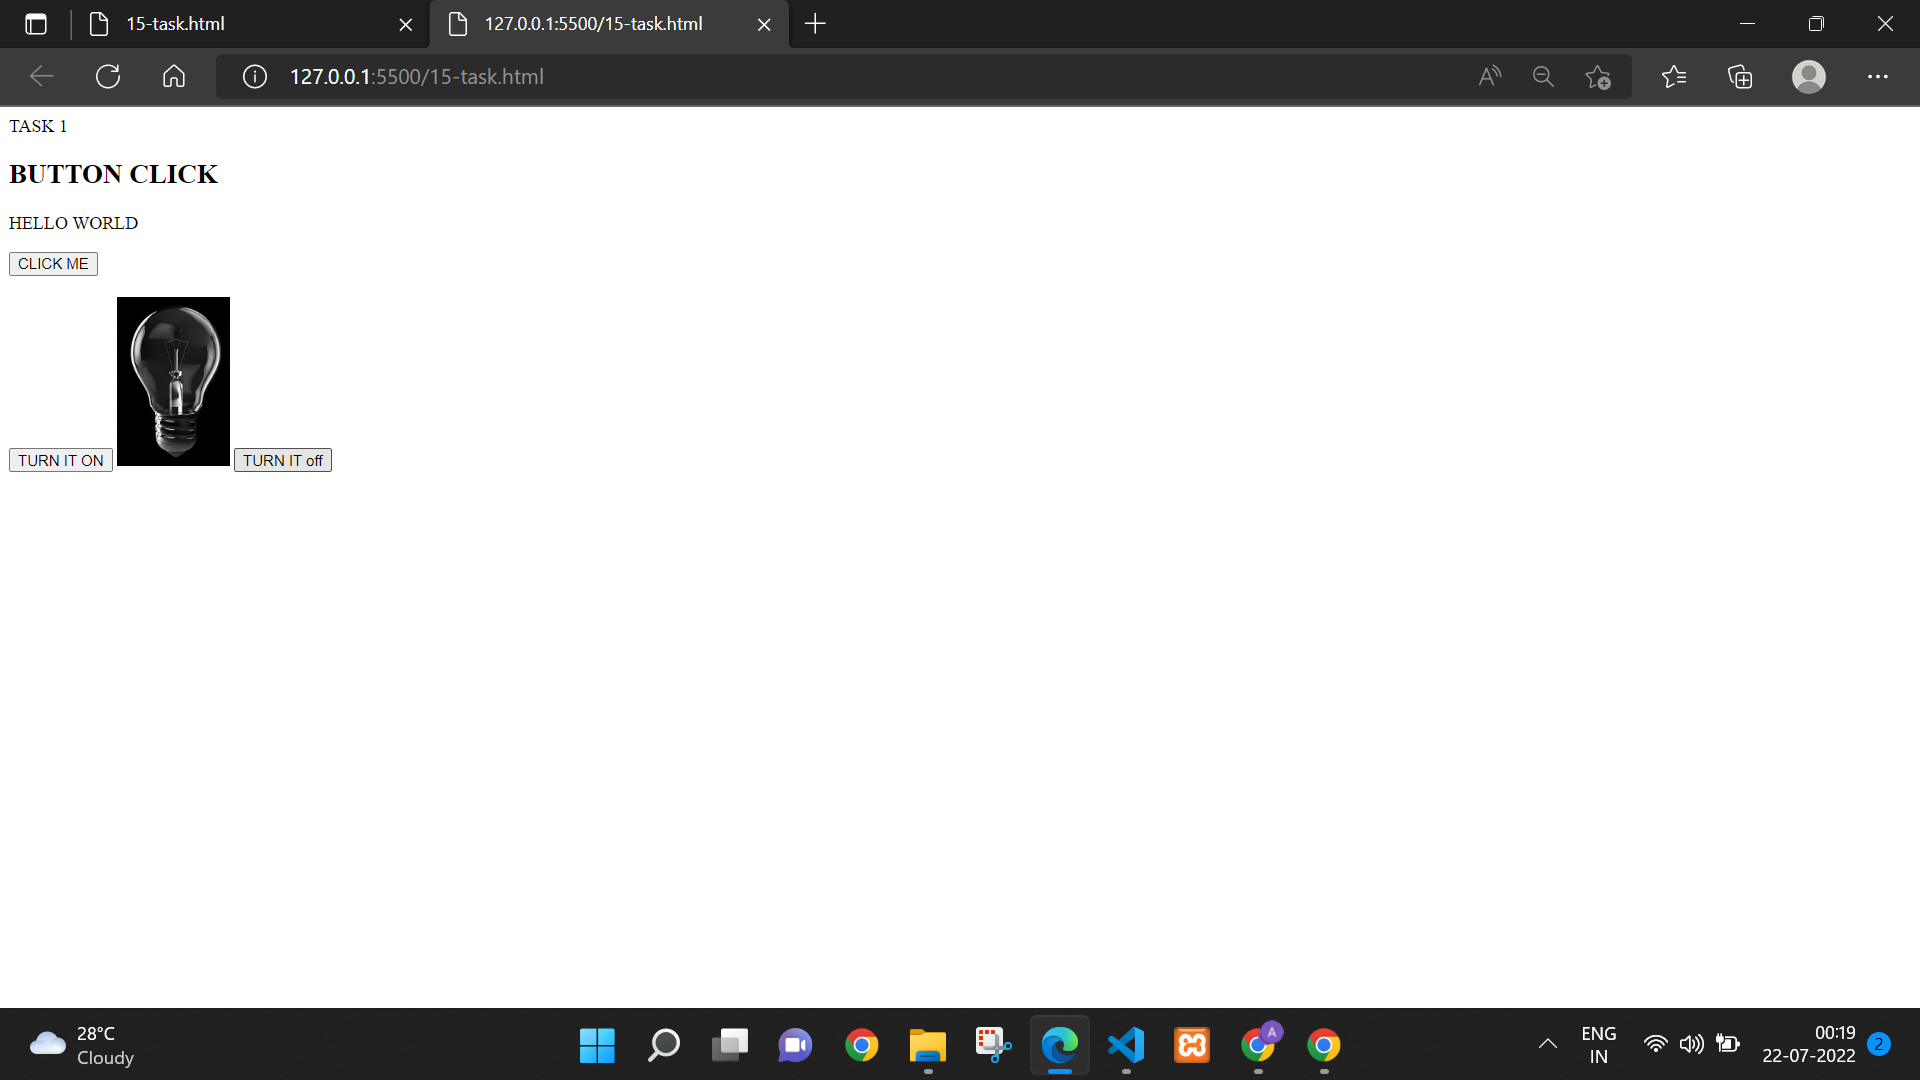 15-task.html
127.0.0.1:5500/15-task.html
127.0.0.1:5500/15-task.html
TASK 1
BUTTON CLICK
HELLO WORLD
CLICK ME
TURN IT ON
TURN IT off
28°C
Cloudy
A
ENG
IN
00:19
22-07-2022
2